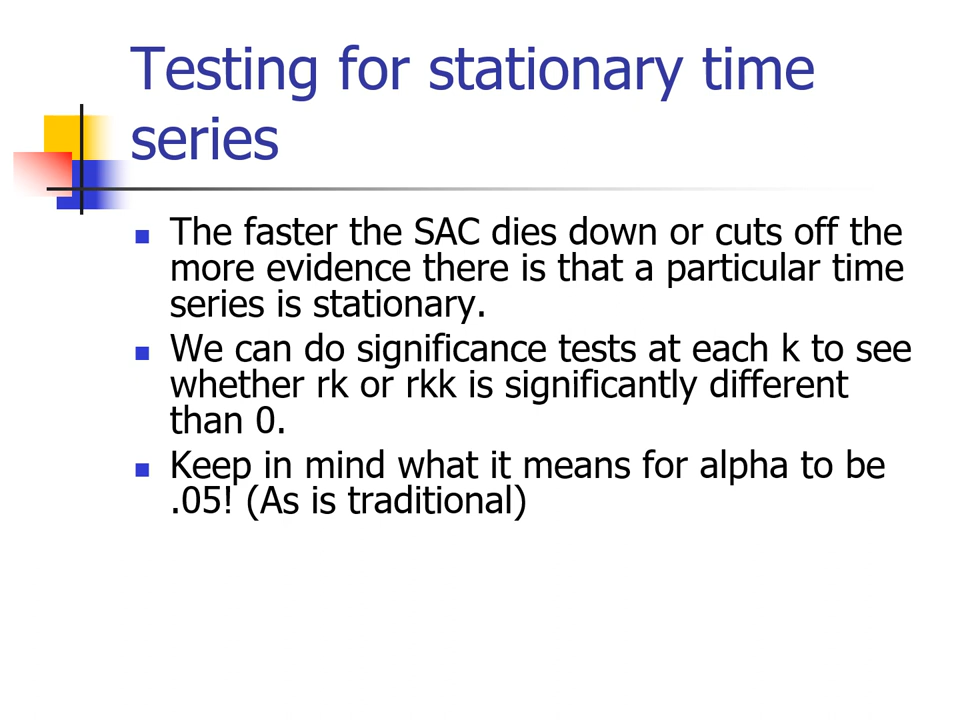 Testing for stationary time
series
The faster the SAC dies down or cuts off the
more evidence there is that a particular time
series is stationary.
We can do significance tests at each k to see
whether rk or rkk is significantly different
than 0.
Keep in mind what it means for alpha to be
.05! (As is traditional)